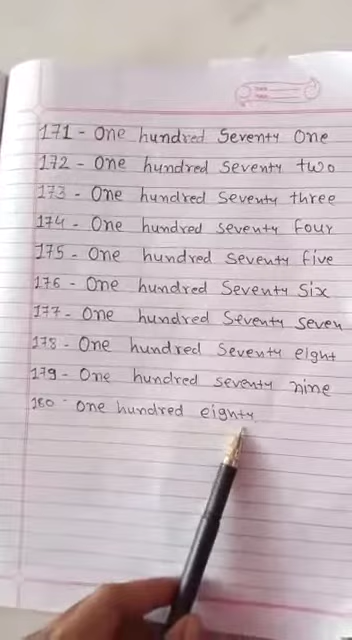 171 - One hundred Seventy One
172 - One hundred seventy two
173 - One hundred seventy three
174 - One hundred seventy four
175 - One hundred seventy five
176 - One hundred Seventy Six
177 - One hundred Seventy seven
178 - One hundred Seventy eight
179 - One hundred seventy nine
180 - One hundred eighty